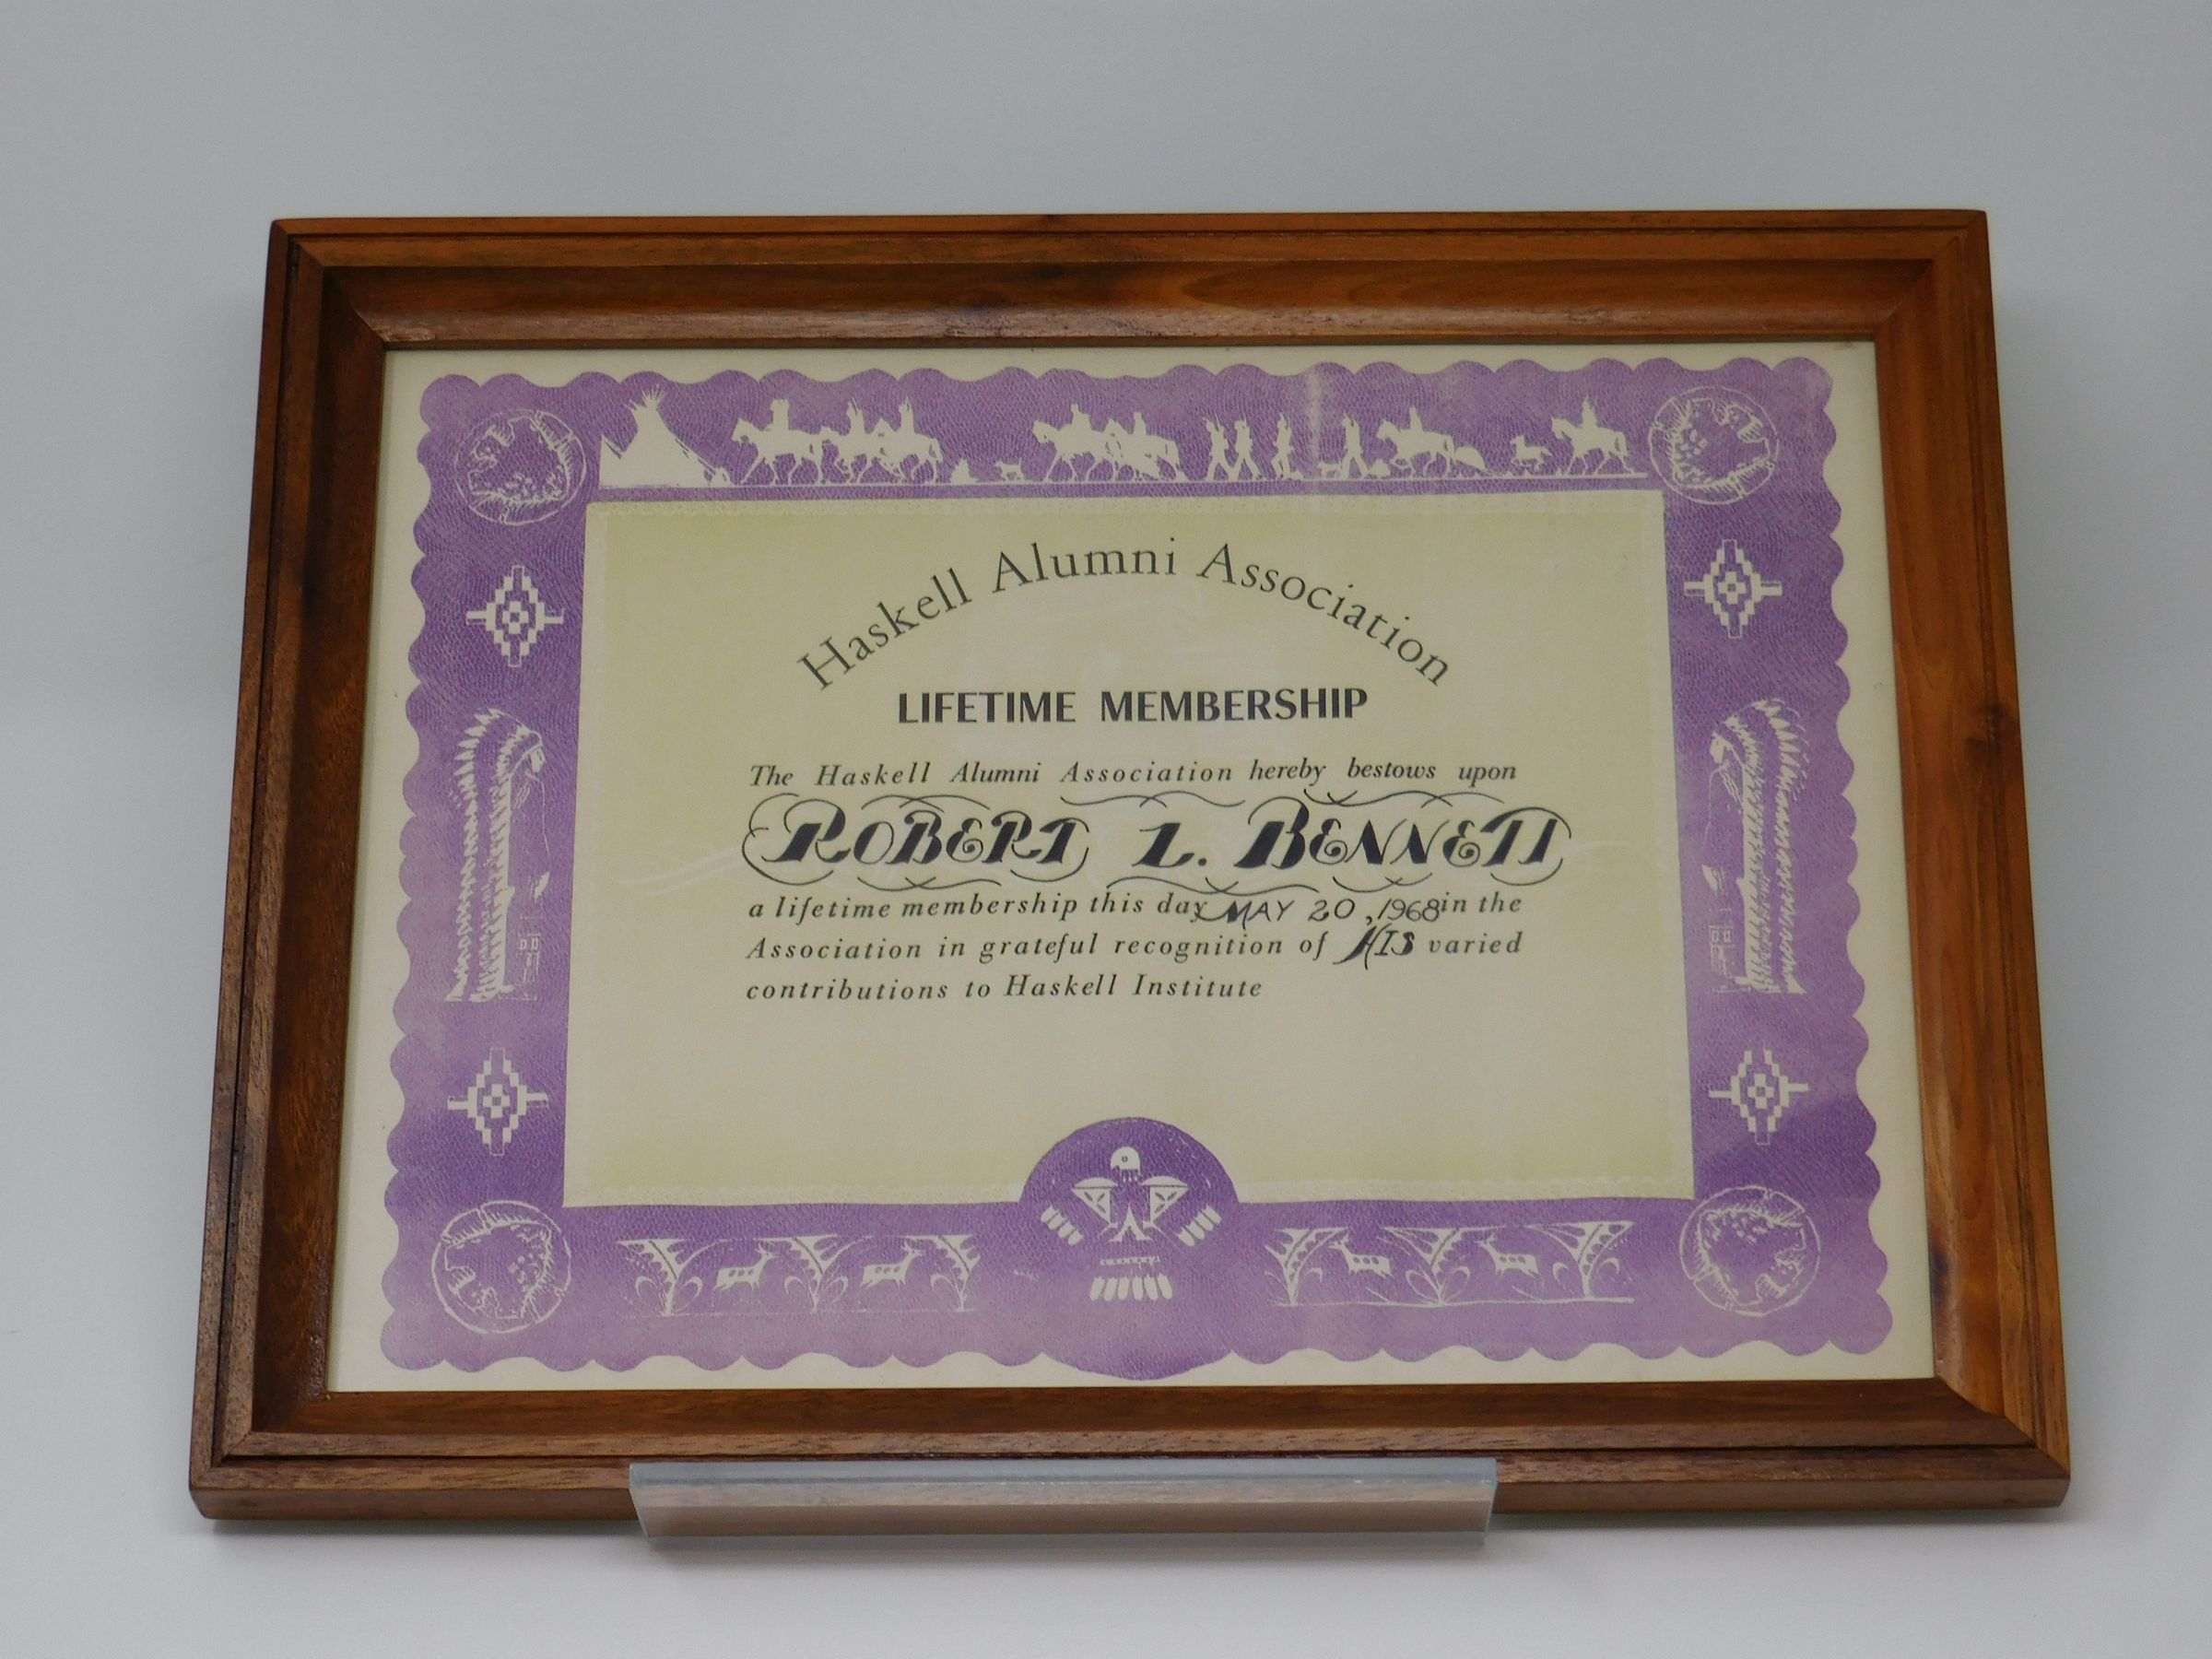 Haskell Alumni Association
LIFETIME MEMBERSHIP
The Haskell Alumni Association hereby bestows upon
ROBERT L. BENNETT
a lifetime membership this day MAY 20, 1968 in the
Association in grateful recognition of HIS varied
contributions to Haskell Institute